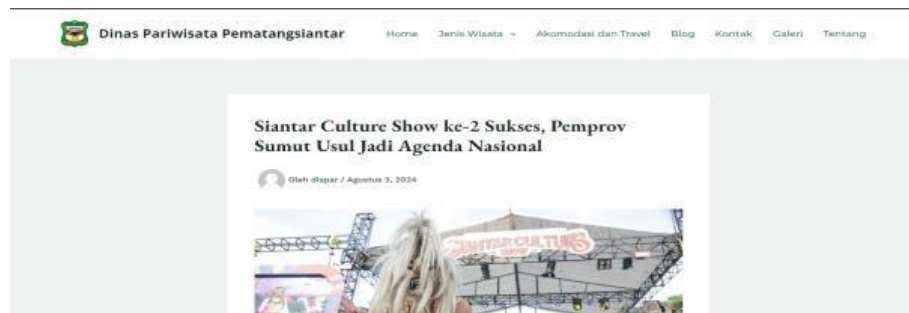 Dinas Pariwisata Pematangsiantar
Home Jenis Wisata Akomodasi dan Travel Blog Kontak Galeri Tentang
Siantar Culture Show ke-2 Sukses, Pemprov
Sumut Usul Jadi Agenda Nasional
Oleh dispar / Agustus 3, 2024
SIANTAR CULTURE
SHOW